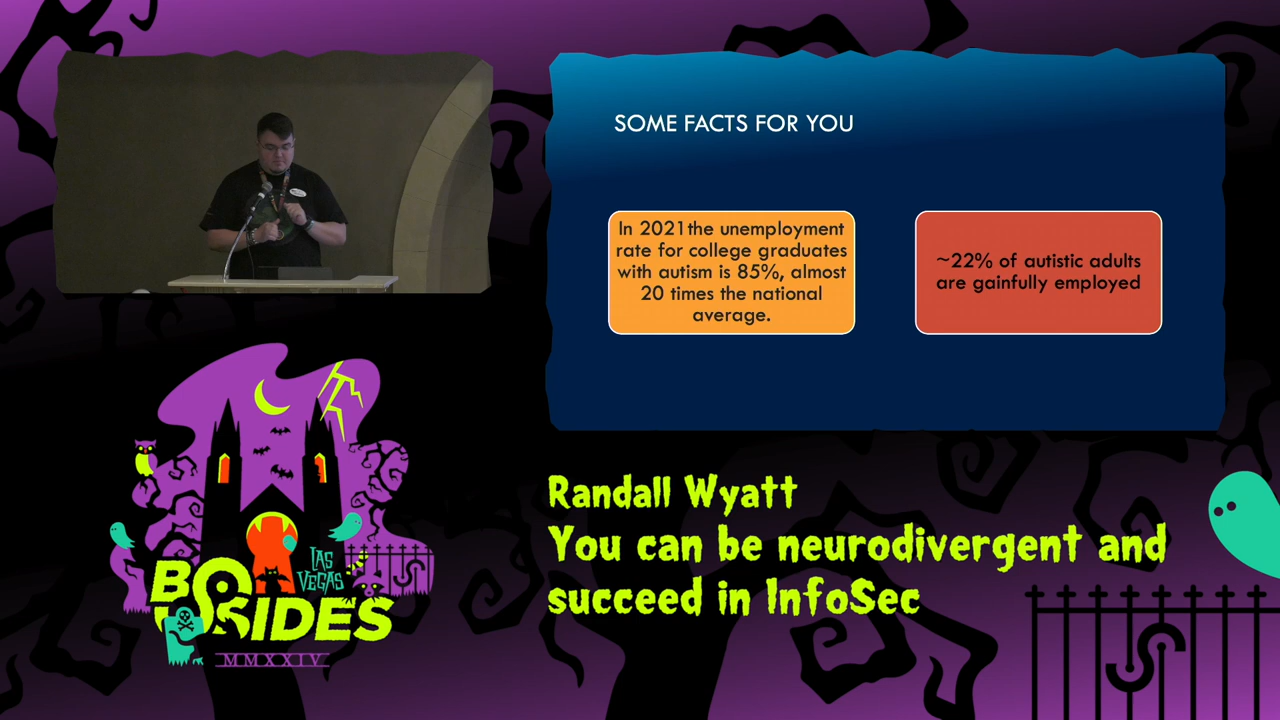 SOME FACTS FOR YOU
In 2021the unemployment
rate for college graduates
with autism is 85%, almost
20 times the national
average.
~22% of autistic adults
are gainfully employed
Randall Wyatt
You can be neurodivergent and
succeed in InfoSec
LAS
VEGAS
BSIDES
MMXXIV